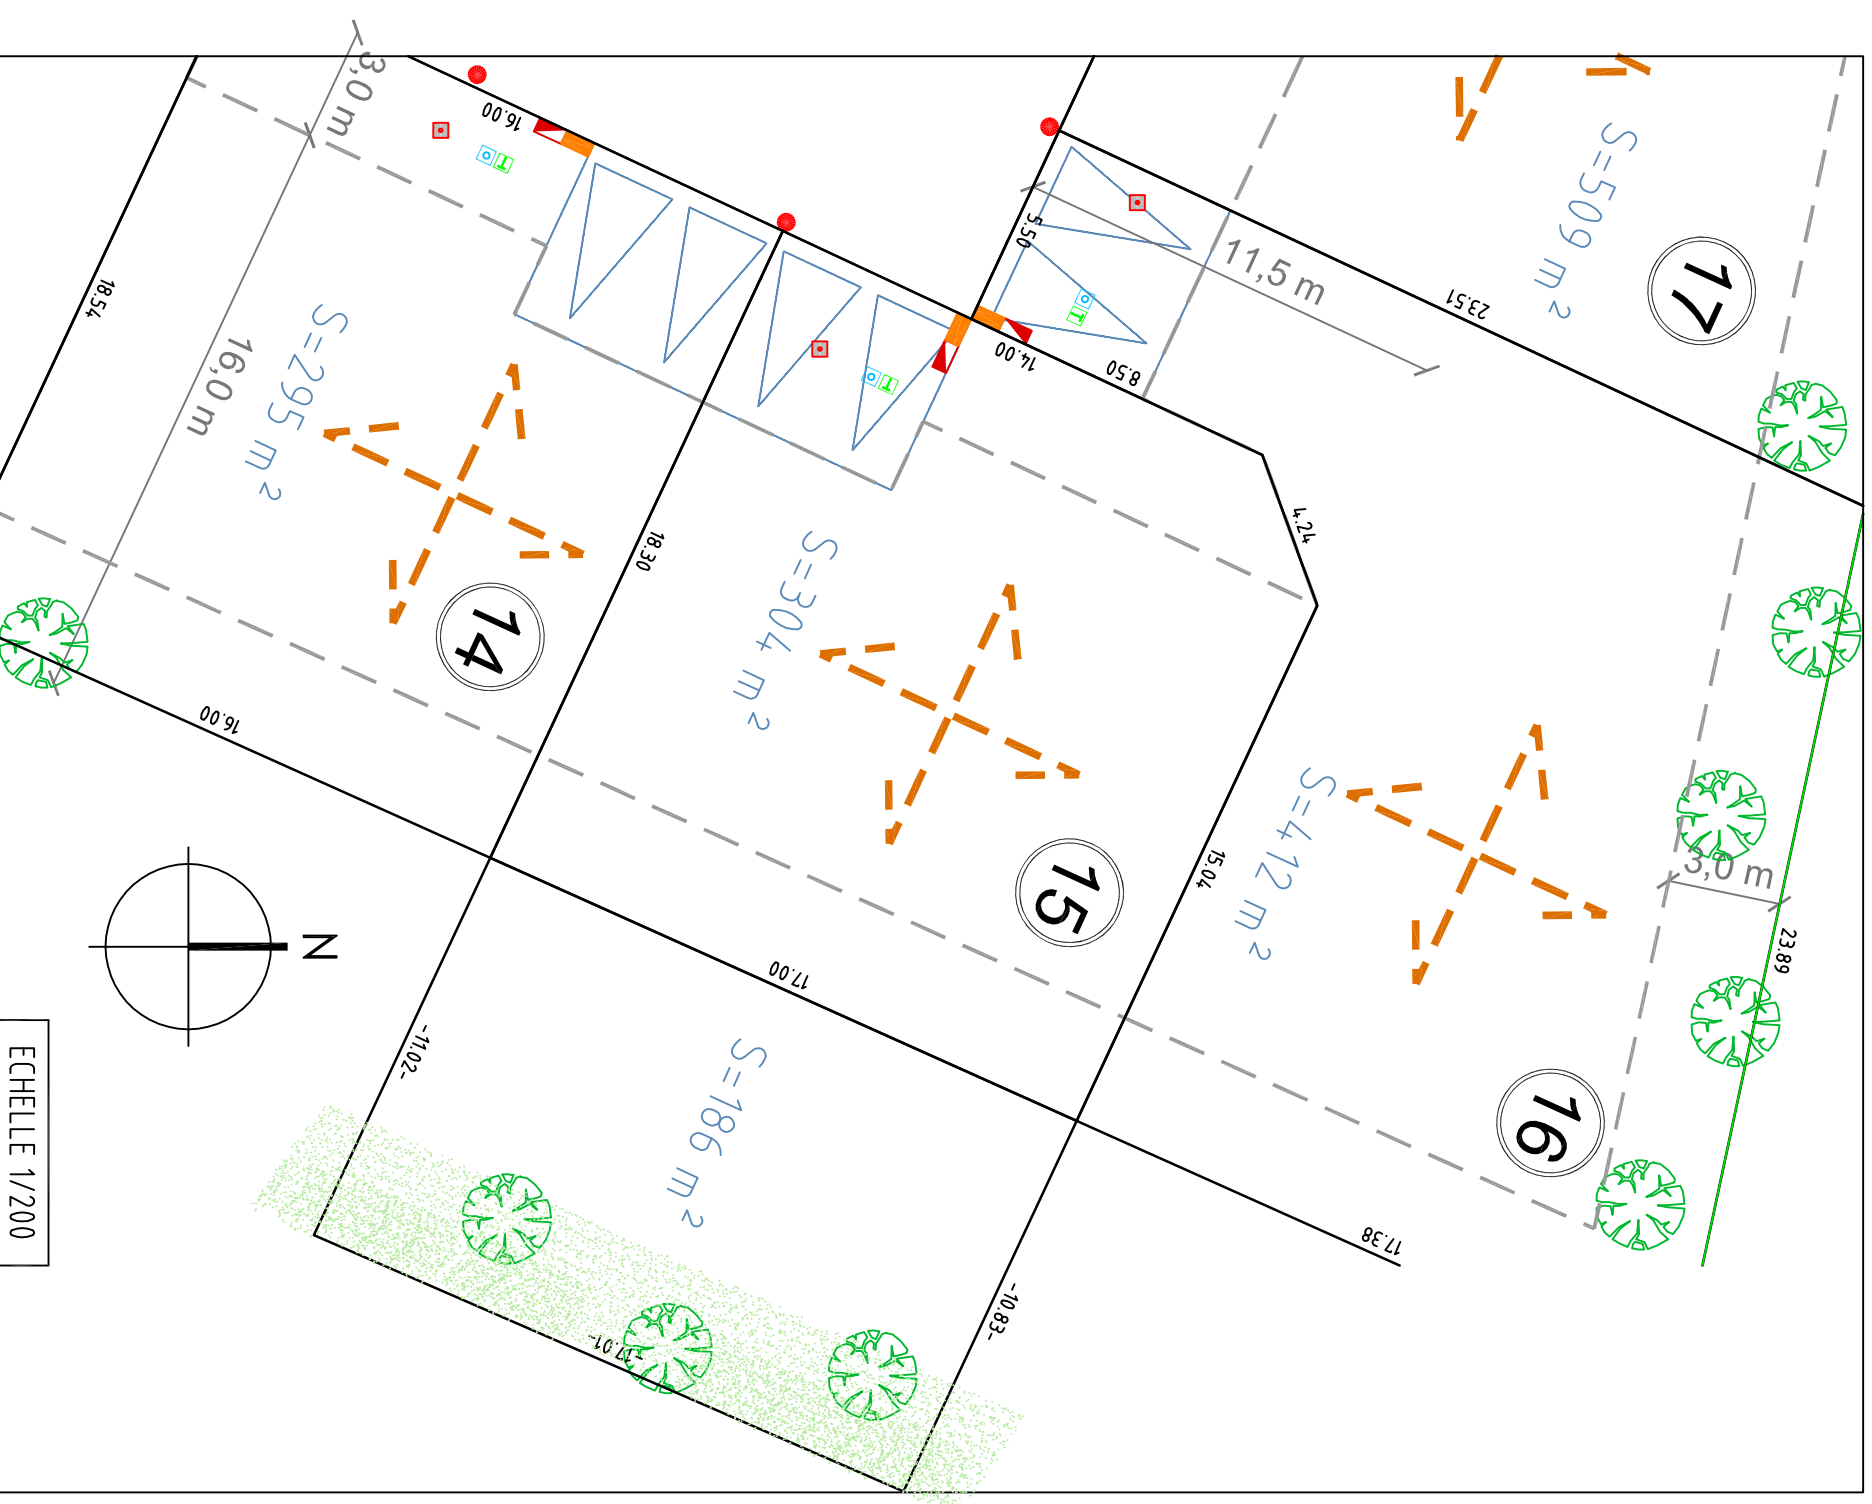 3,0 m
16.00
T
18.54
S=295 m²
16,0 m
14
16.00
18.30
T
S=304 m²
15
17.00
5.50
T
11,5 m
14.00
8.50
23.51
S=509 m²
17
4.24
15.04
S=412 m²
16
3,0 m
23.89
17.38
N
-11.02-
S=186 m²
-10.83-
-17.01-
ECHELLE 1/200